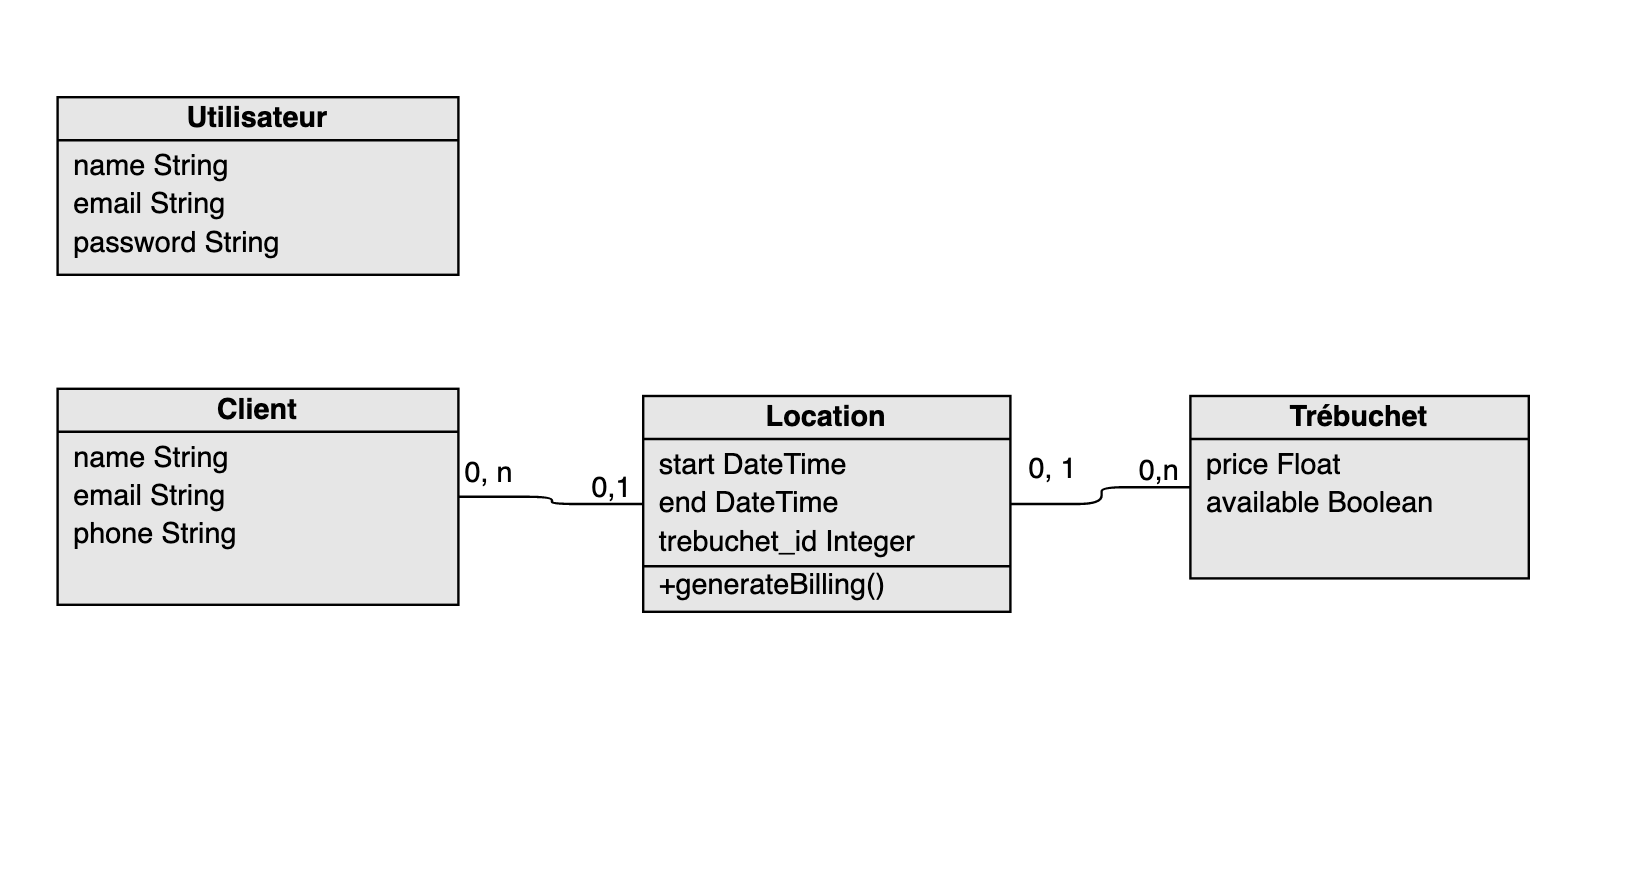 Utilisateur
name String
email String
password String
Client
name String
email String
phone String
0, n
0,1
Location
start DateTime
end DateTime
trebuchet_id Integer
+generateBilling()
0, 1
0,n
Trébuchet
price Float
available Boolean